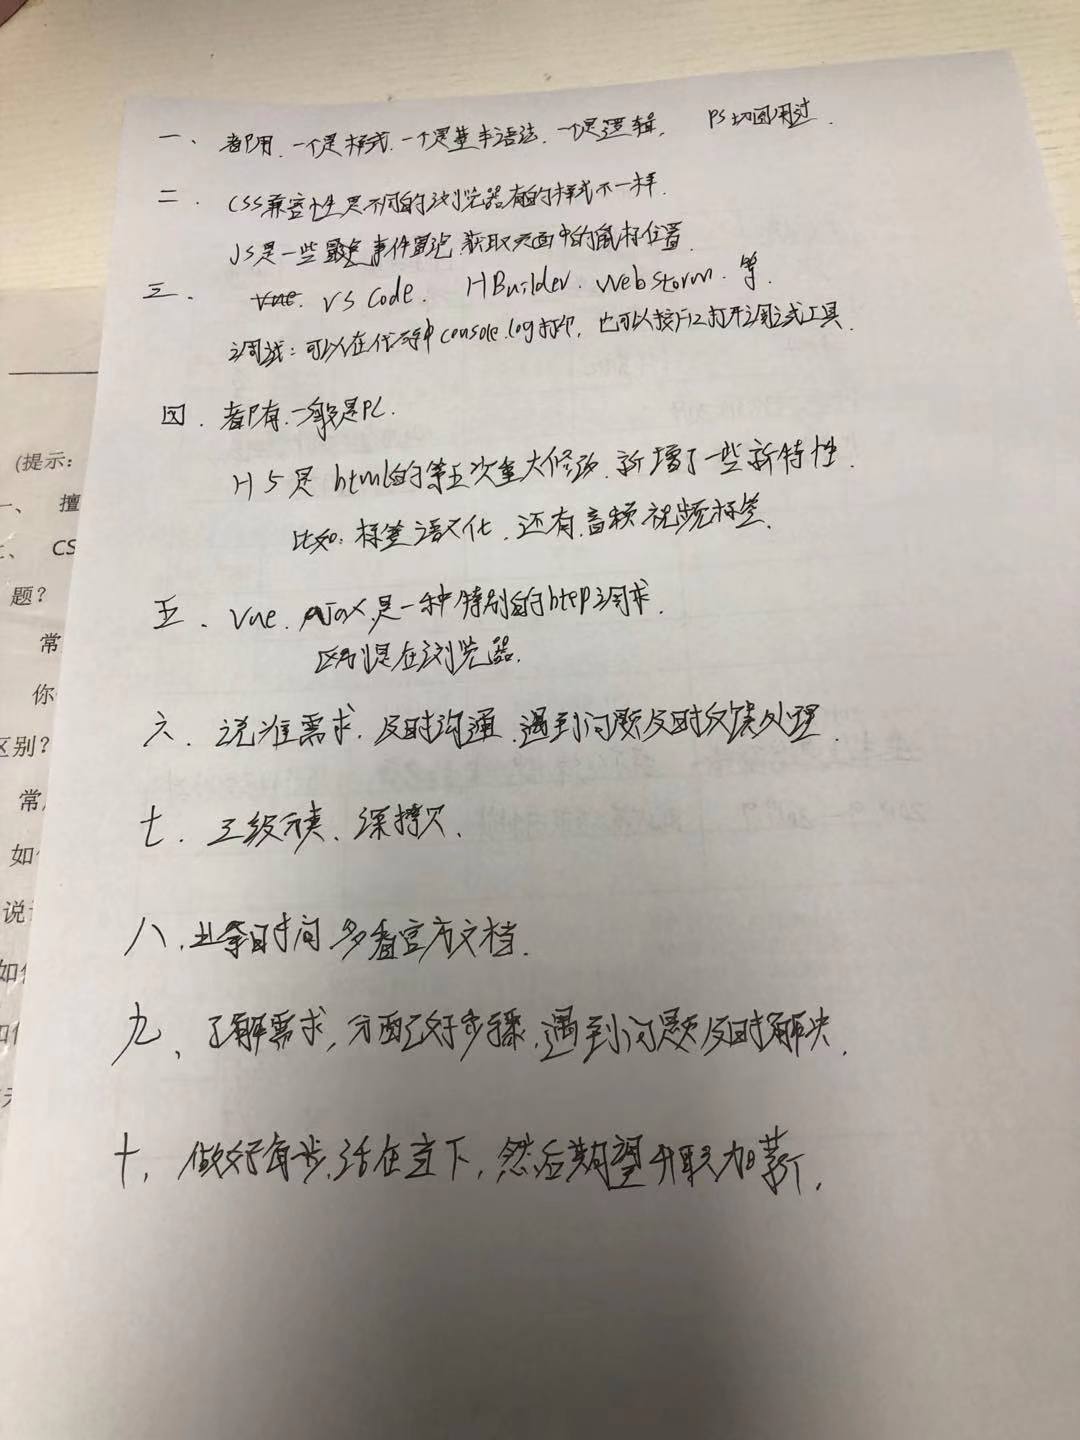 一、都用、一个是样式、一个是基本语法、一个是逻辑, PS切图用过.
二. CSS兼容性是不同的浏览器有的样式不一样.
JS是一些 事件冒泡.获取页面中的鼠标位置.
三. vue. VS Code. HBuilder. WebStorm. 等.
调试: 可以在代码中console.log打印, 也可以按F12打开调试工具.
四. 都有.一般是PC.
H5是html的第五次重大修改.新增了一些新特性.
比如:标签语义化.还有音频视频标签.
五. Vue. AJax是一种特别的http请求.
区别是在浏览器.
六. 说准需求.及时沟通.遇到问题及时反馈处理.
七. 三级 、深拷贝.
八.业余时间多看官方文档.
九、了解需求,分配好步骤,遇到问题及时解决.
十,做好每步,活在当下,然后期望升职加薪.
(提示:
一、 擅
CS
题?
常
你
区别?
常
如
说
如